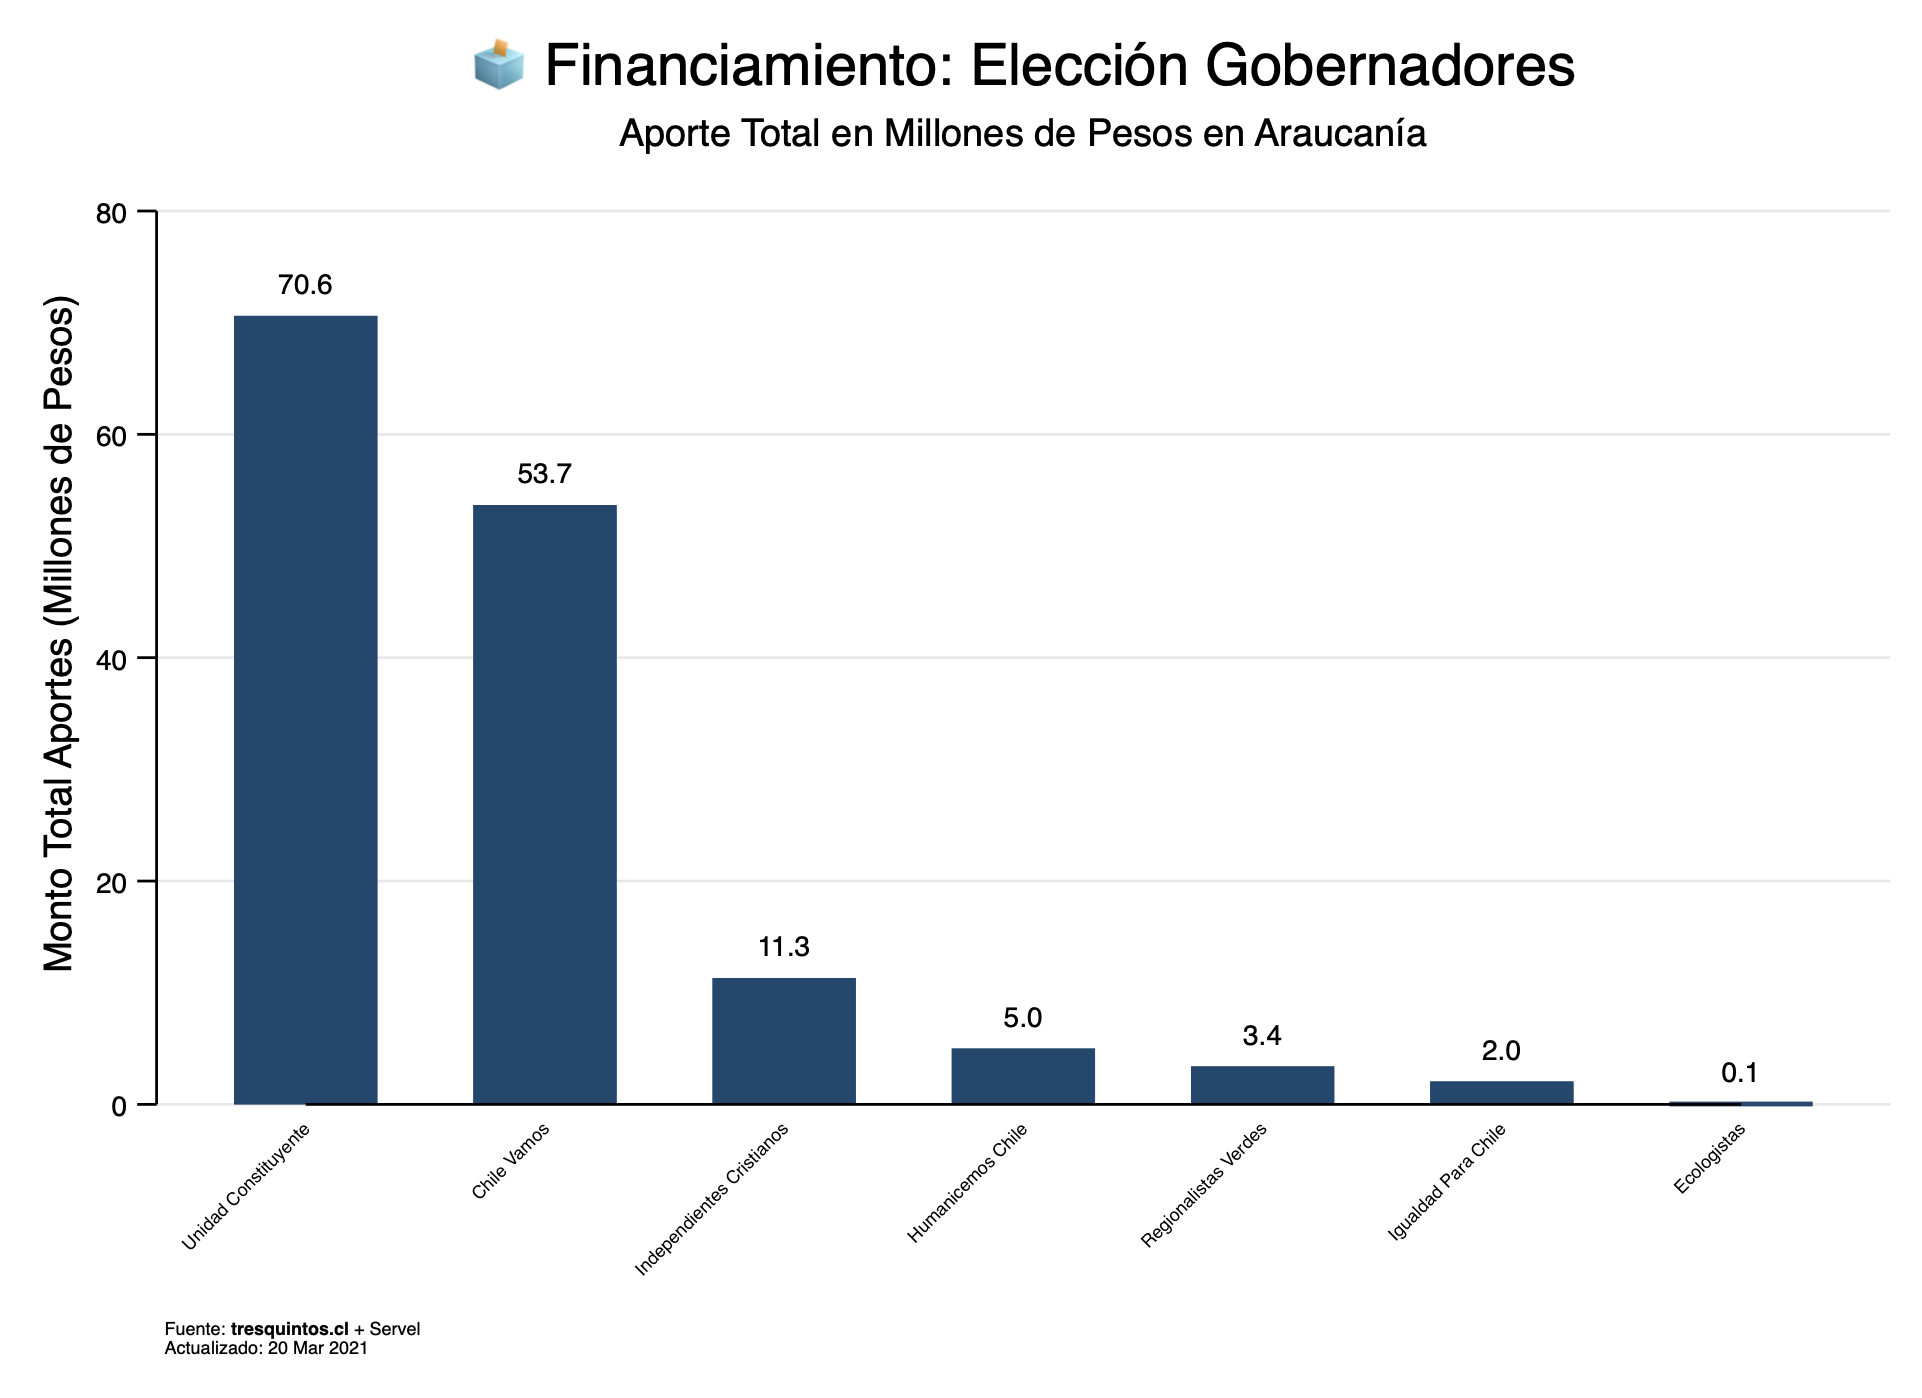 Financiamiento: Elección Gobernadores
Aporte Total en Millones de Pesos en Araucanía
Monto Total Aportes (Millones de Pesos)
80
60
40
20
0
70.6
53.7
11.3
5.0
3.4
2.0
0.1
Unidad Constituyente
Chile Vamos
Independientes Cristianos
Humanicemos Chile
Regionalistas Verdes
Igualdad Para Chile
Ecologistas
Fuente: tresquintos.cl + Servel
Actualizado: 20 Mar 2021